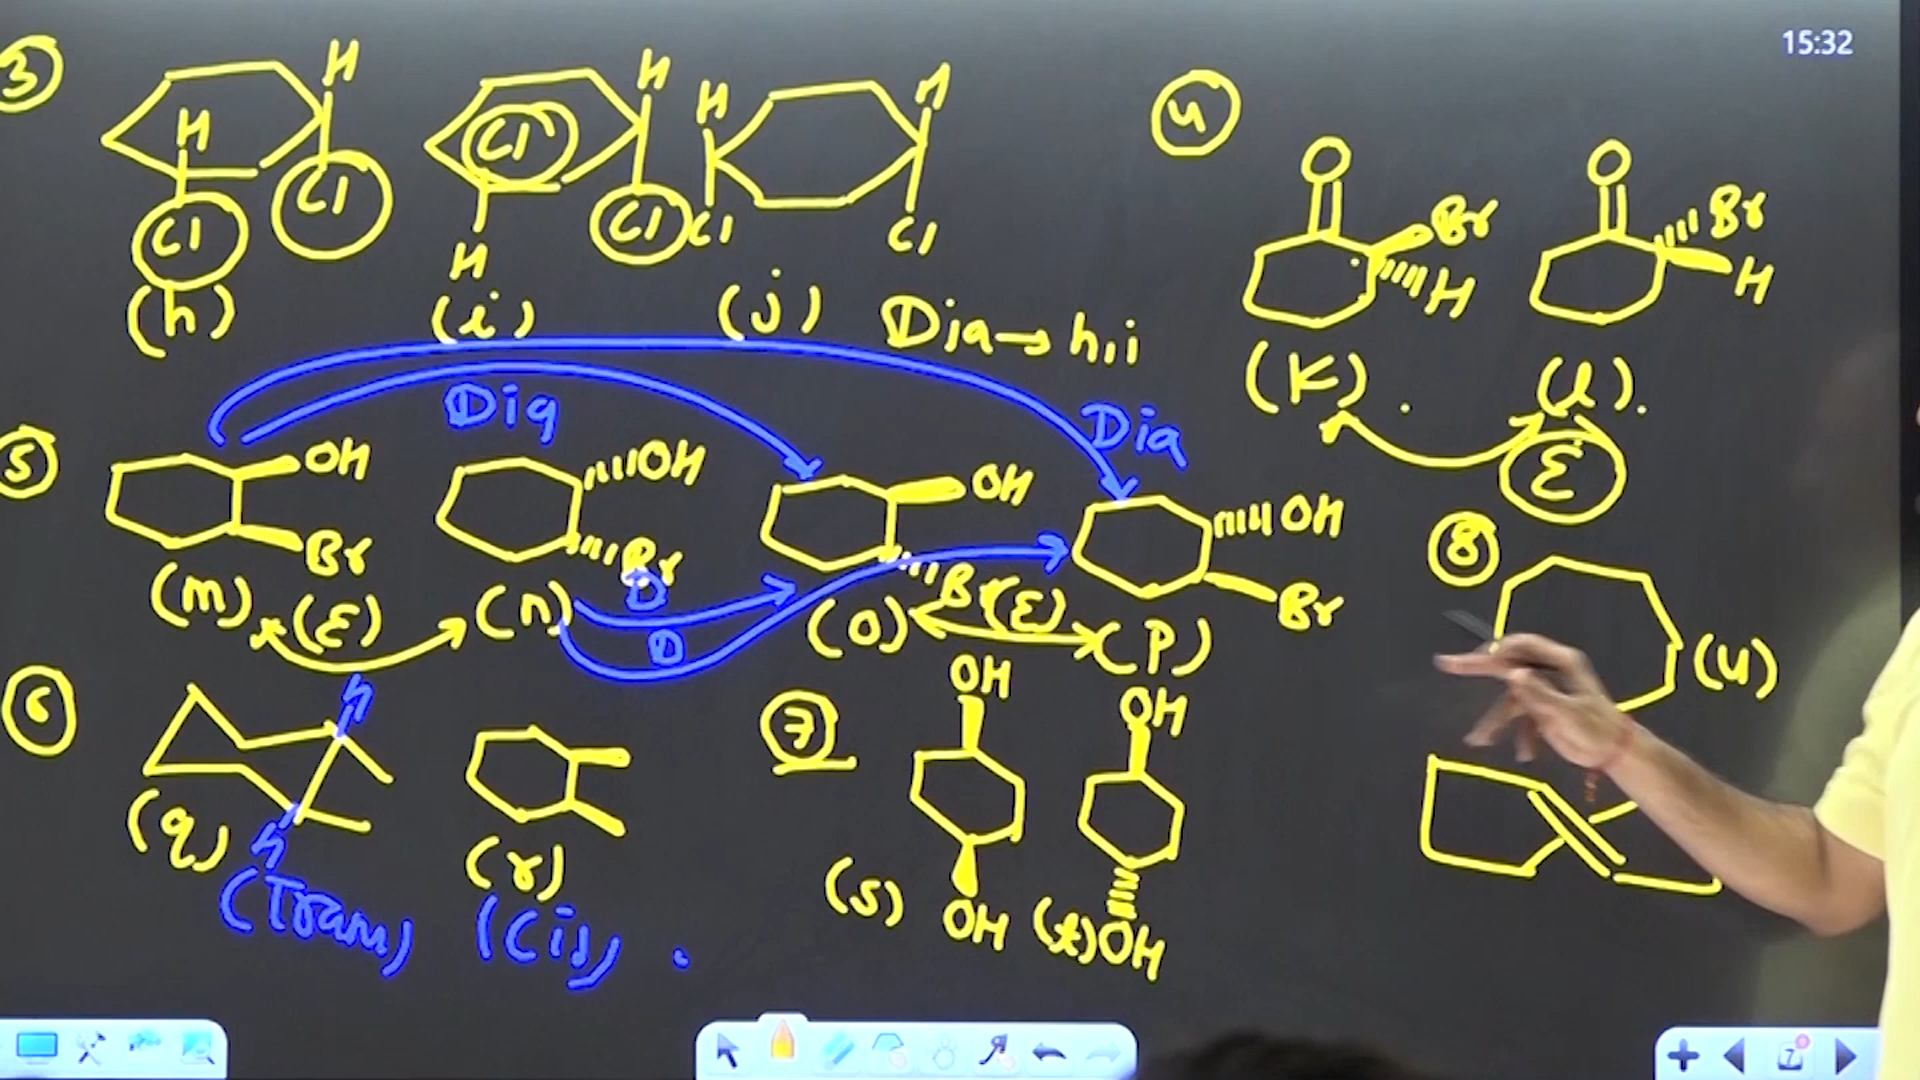 15:32
3
H H Cl Cl
Cl H H Cl
H H Cl Cl
(h) (i) (j) Dia→h,i
4
O Br H
O Br H
(K). (l).
Ɛ
Dia Dia
5
OH Br
OH Br
OH Br
OH Br
(m) (Ɛ) (n) D D (o) (Ɛ) (P)
8
(U)
6
H H
(q) (r)
(Trans) (Cis)
7
OH OH
(s) OH (t) OH
7